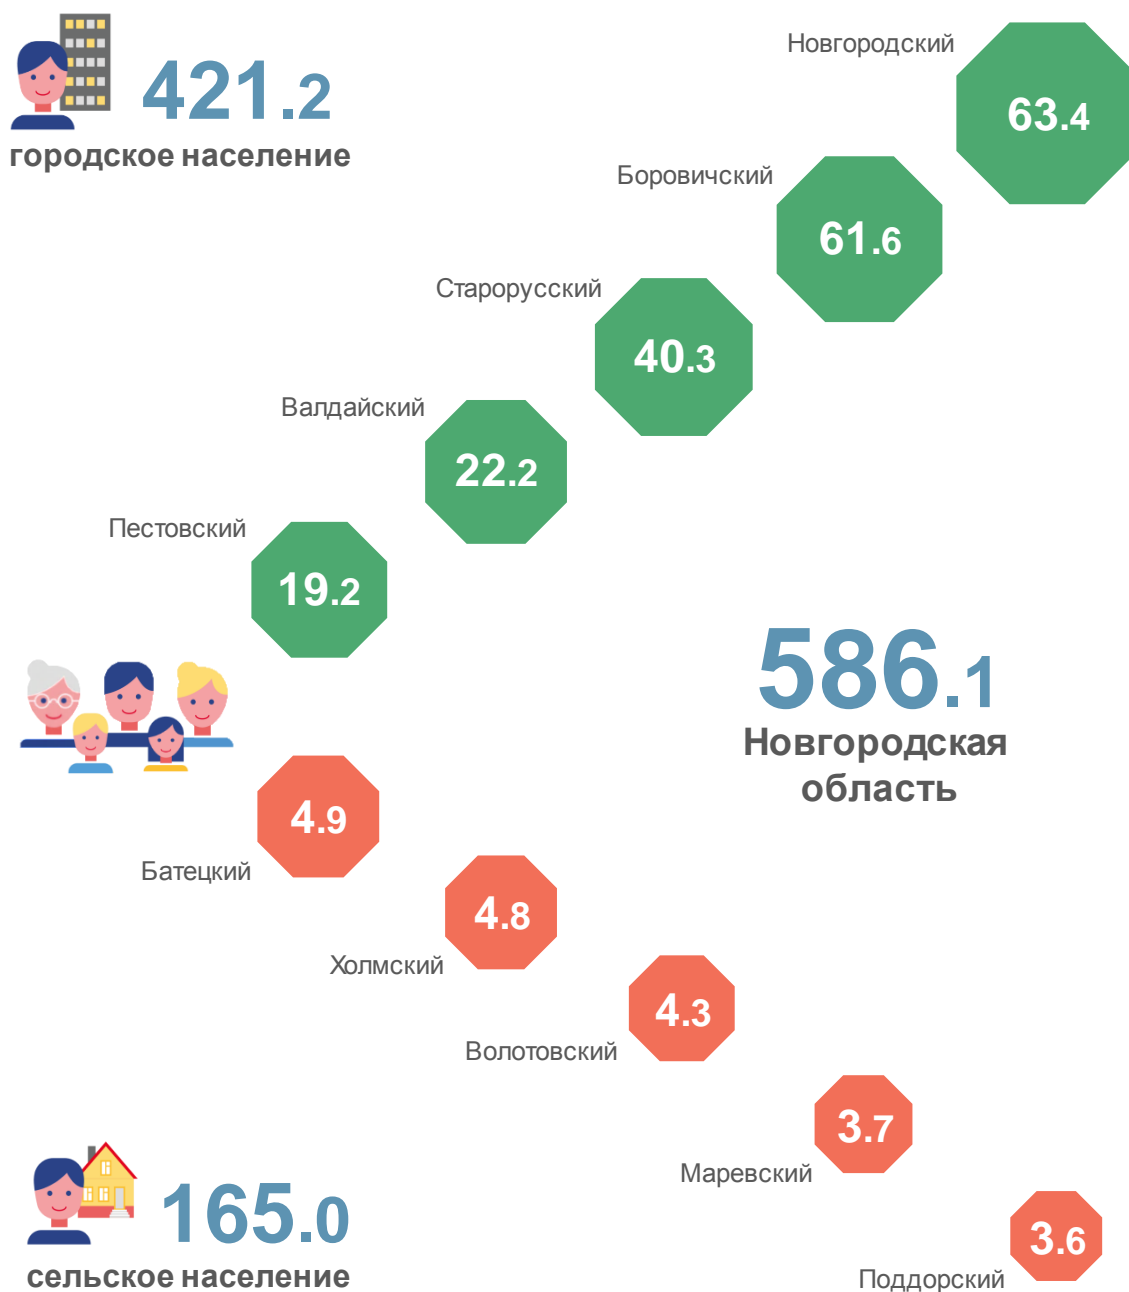 421.2
городское население
Новгородский
63.4
Боровичский
61.6
Старорусский
40.3
Валдайский
22.2
Пестовский
19.2
586.1
Новгородская
область
4.9
Батецкий
4.8
Холмский
4.3
Волотовский
3.7
Маревский
165.0
сельское население
3.6
Поддорский